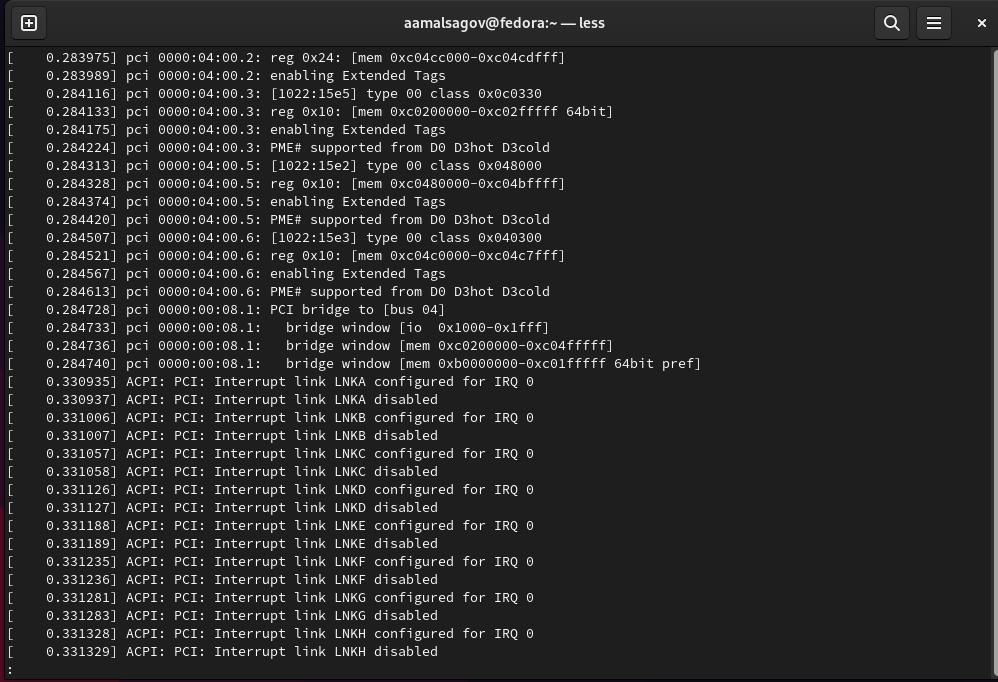 aamalsagov@fedora:~ — less
[    0.283975] pci 0000:04:00.2: reg 0x24: [mem 0xc04cc000-0xc04cdfff]
[    0.283989] pci 0000:04:00.2: enabling Extended Tags
[    0.284116] pci 0000:04:00.3: [1022:15e5] type 00 class 0x0c0330
[    0.284133] pci 0000:04:00.3: reg 0x10: [mem 0xc0200000-0xc02fffff 64bit]
[    0.284175] pci 0000:04:00.3: enabling Extended Tags
[    0.284224] pci 0000:04:00.3: PME# supported from D0 D3hot D3cold
[    0.284313] pci 0000:04:00.5: [1022:15e2] type 00 class 0x048000
[    0.284328] pci 0000:04:00.5: reg 0x10: [mem 0xc0480000-0xc04bffff]
[    0.284374] pci 0000:04:00.5: enabling Extended Tags
[    0.284420] pci 0000:04:00.5: PME# supported from D0 D3hot D3cold
[    0.284507] pci 0000:04:00.6: [1022:15e3] type 00 class 0x040300
[    0.284521] pci 0000:04:00.6: reg 0x10: [mem 0xc04c0000-0xc04c7fff]
[    0.284567] pci 0000:04:00.6: enabling Extended Tags
[    0.284613] pci 0000:04:00.6: PME# supported from D0 D3hot D3cold
[    0.284728] pci 0000:00:08.1: PCI bridge to [bus 04]
[    0.284733] pci 0000:00:08.1:   bridge window [io  0x1000-0x1fff]
[    0.284736] pci 0000:00:08.1:   bridge window [mem 0xc0200000-0xc04fffff]
[    0.284740] pci 0000:00:08.1:   bridge window [mem 0xb0000000-0xc01fffff 64bit pref]
[    0.330935] ACPI: PCI: Interrupt link LNKA configured for IRQ 0
[    0.330937] ACPI: PCI: Interrupt link LNKA disabled
[    0.331006] ACPI: PCI: Interrupt link LNKB configured for IRQ 0
[    0.331007] ACPI: PCI: Interrupt link LNKB disabled
[    0.331057] ACPI: PCI: Interrupt link LNKC configured for IRQ 0
[    0.331058] ACPI: PCI: Interrupt link LNKC disabled
[    0.331126] ACPI: PCI: Interrupt link LNKD configured for IRQ 0
[    0.331127] ACPI: PCI: Interrupt link LNKD disabled
[    0.331188] ACPI: PCI: Interrupt link LNKE configured for IRQ 0
[    0.331189] ACPI: PCI: Interrupt link LNKE disabled
[    0.331235] ACPI: PCI: Interrupt link LNKF configured for IRQ 0
[    0.331236] ACPI: PCI: Interrupt link LNKF disabled
[    0.331281] ACPI: PCI: Interrupt link LNKG configured for IRQ 0
[    0.331283] ACPI: PCI: Interrupt link LNKG disabled
[    0.331328] ACPI: PCI: Interrupt link LNKH configured for IRQ 0
[    0.331329] ACPI: PCI: Interrupt link LNKH disabled
: